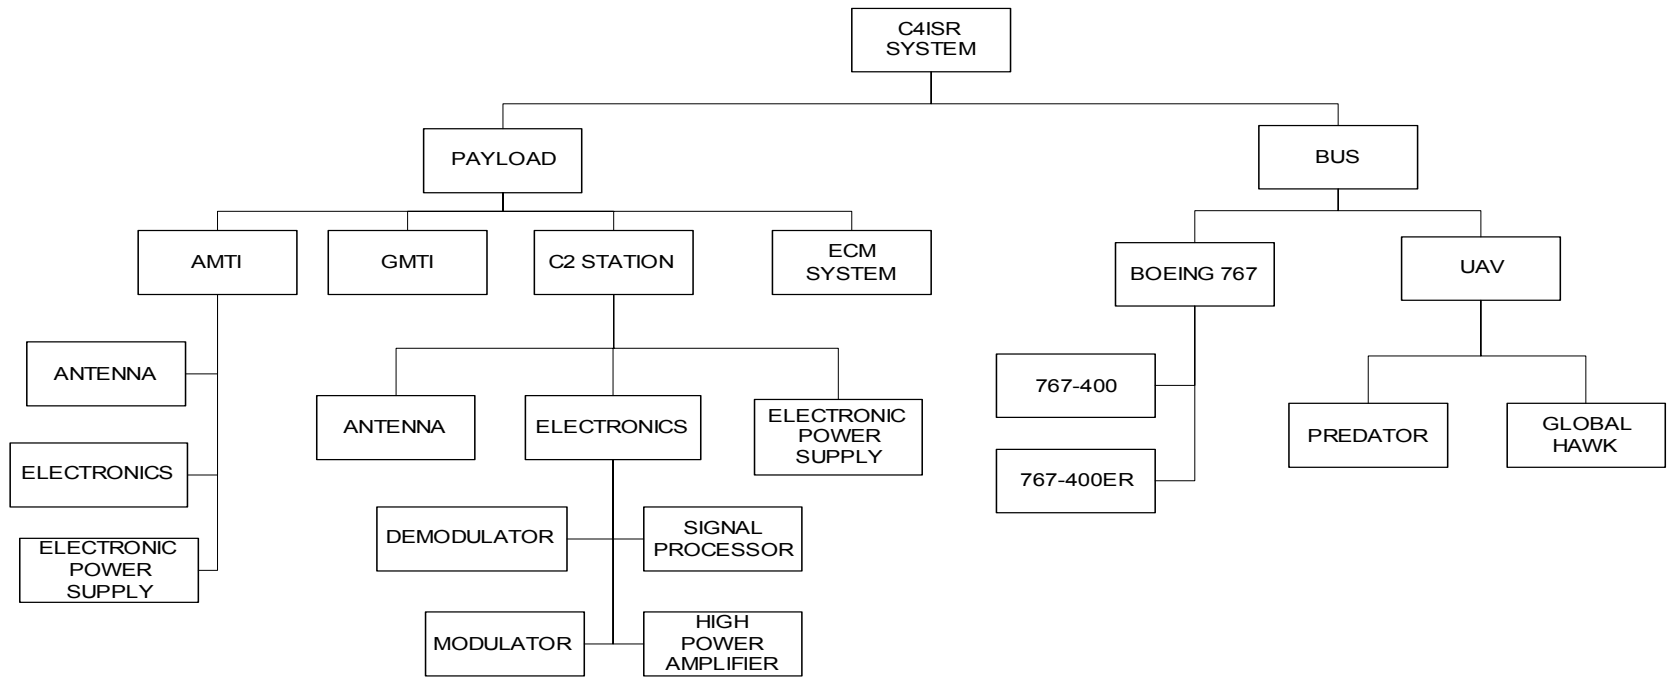 C4ISR
SYSTEM
PAYLOAD
BUS
AMTI
GMTI
C2 STATION
ECM
SYSTEM
BOEING 767
UAV
ANTENNA
ELECTRONICS
ELECTRONIC
POWER
SUPPLY
ANTENNA
ELECTRONICS
ELECTRONIC
POWER
SUPPLY
DEMODULATOR
SIGNAL
PROCESSOR
MODULATOR
HIGH
POWER
AMPLIFIER
767-400
767-400ER
PREDATOR
GLOBAL
HAWK